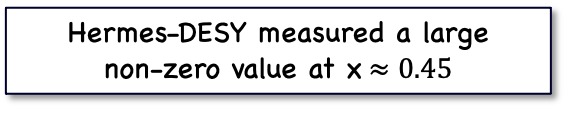 Hermes-DESY measured a large
non-zero value at x ≈ 0.45